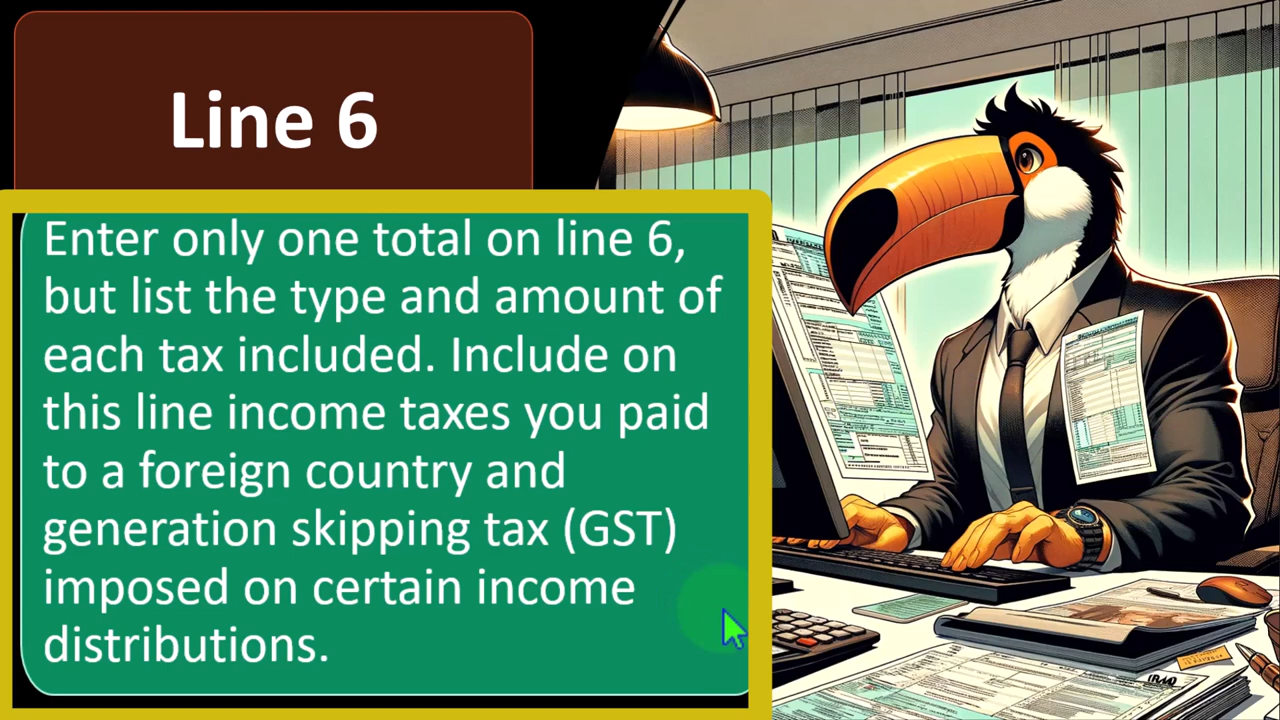 Line 6
Enter only one total on line 6,
but list the type and amount of
each tax included. Include on
this line income taxes you paid
to a foreign country and
generation skipping tax (GST)
imposed on certain income
distributions.